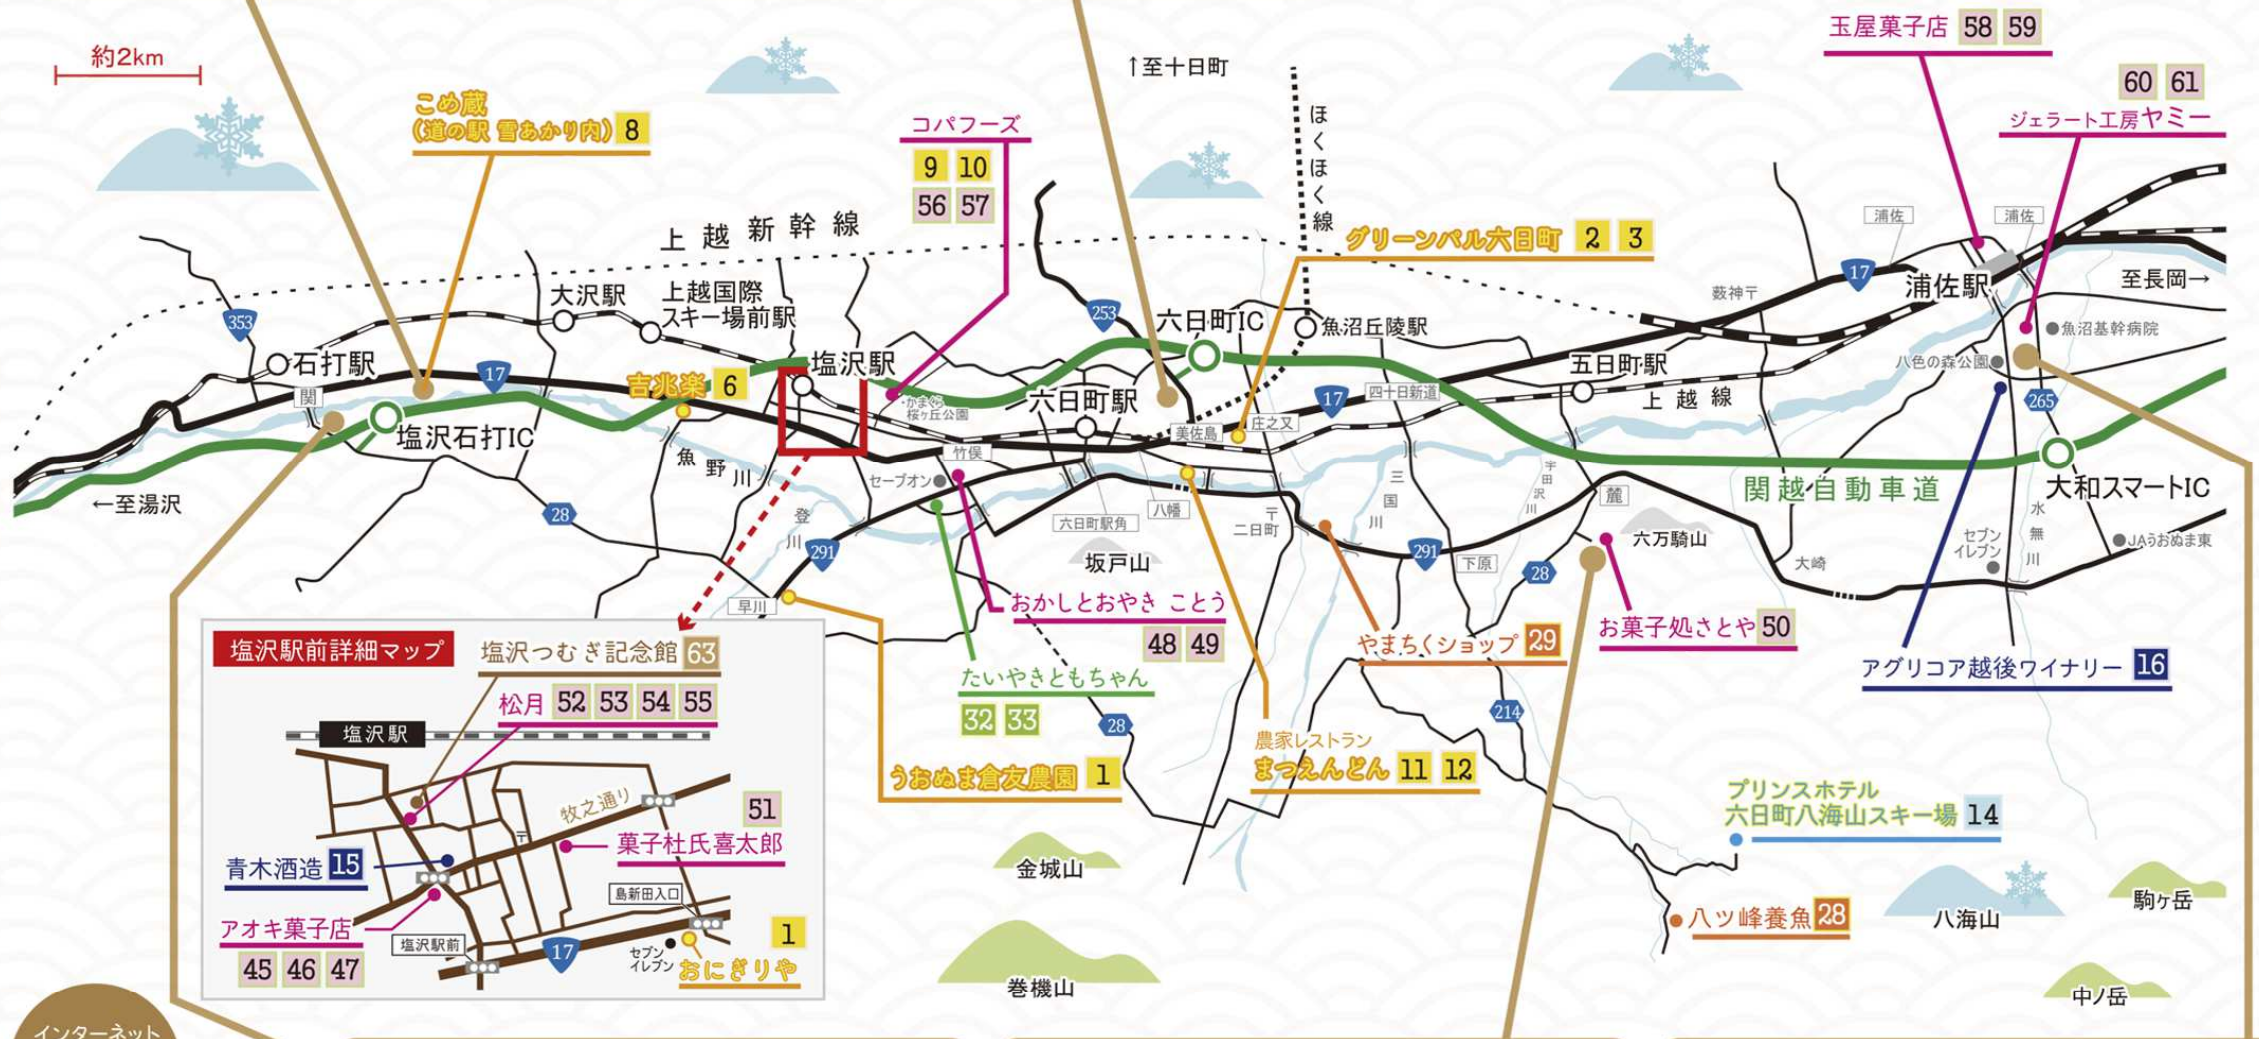 約2km
こめ蔵
(道の駅 雪あかり内) 8
コパフーズ
9 10
56 57
↑至十日町
ほくほく線
玉屋菓子店 58 59
60 61
ジェラート工房ヤミー
グリーンパル六日町 2 3
上越新幹線
浦佐
浦佐
17
浦佐駅
至長岡→
薮神〒
353
大沢駅
上越国際
スキー場前駅
253
六日町IC
魚沼丘陵駅
魚沼基幹病院
石打駅
17
塩沢駅
五日町駅
八色の森公園
吉兆楽 6
関
かまくら
桜ヶ丘公園
六日町駅
17
四十日新道
上越線
265
塩沢石打IC
美佐島
庄之又
魚野川
竹俣
セーブオン
三国川
宇田沢川
関越自動車道
大和スマートIC
←至湯沢
28
登川
291
六日町駅角
八幡
〒
二日町
麓
六万騎山
水無川
セブン
イレブン
JAうおぬま東
坂戸山
291
下原
28
大崎
早川
おかしとおやき ことう
48 49
やまちくショップ 29
お菓子処さとや 50
アグリコア越後ワイナリー 16
たいやきともちゃん
32 33
28
214
農家レストラン
まつえんどん 11 12
うおぬま倉友農園 1
プリンスホテル
六日町八海山スキー場 14
金城山
八ツ峰養魚 28
八海山
駒ヶ岳
巻機山
中ノ岳
塩沢駅前詳細マップ
塩沢つむぎ記念館 63
松月 52 53 54 55
塩沢駅
牧之通り
51
菓子杜氏喜太郎
〒
青木酒造 15
島新田入口
アオキ菓子店
45 46 47
塩沢駅前
17
セブン
イレブン
1
おにぎりや
インターネット